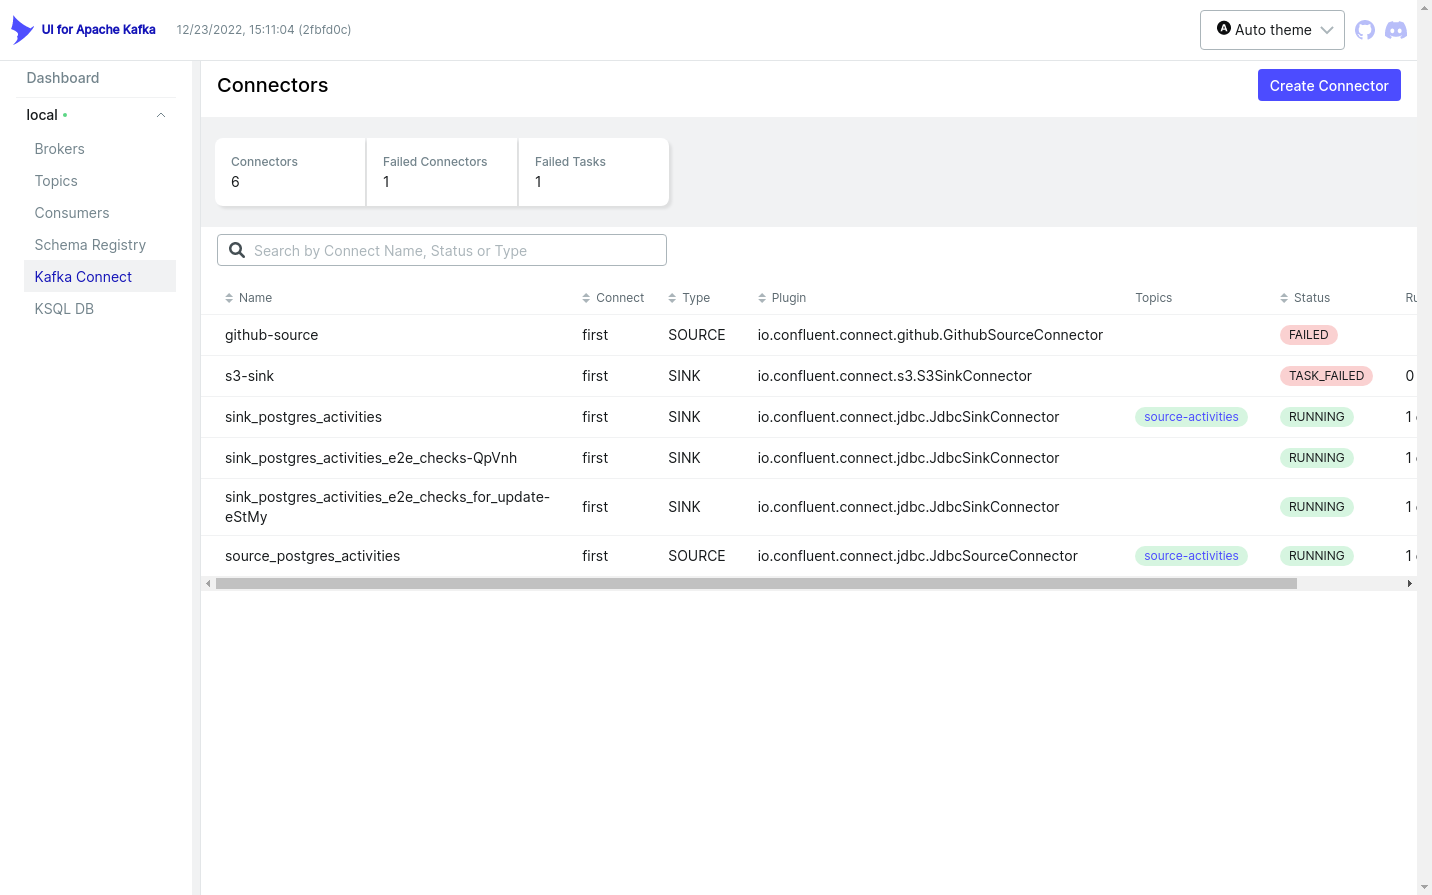 UI for Apache Kafka 12/23/2022, 15:11:04 (2fbfd0c) Auto theme
Dashboard
local
Brokers
Topics
Consumers
Schema Registry
Kafka Connect
KSQL DB
Connectors Create Connector
Connectors Failed Connectors Failed Tasks
6 1 1
Search by Connect Name, Status or Type
Name Connect Type Plugin Topics Status
github-source first SOURCE io.confluent.connect.github.GithubSourceConnector FAILED
s3-sink first SINK io.confluent.connect.s3.S3SinkConnector TASK_FAILED 0
sink_postgres_activities first SINK io.confluent.connect.jdbc.JdbcSinkConnector source-activities RUNNING 1
sink_postgres_activities_e2e_checks-QpVnh first SINK io.confluent.connect.jdbc.JdbcSinkConnector RUNNING 1
sink_postgres_activities_e2e_checks_for_update-
eStMy first SINK io.confluent.connect.jdbc.JdbcSinkConnector RUNNING 1
source_postgres_activities first SOURCE io.confluent.connect.jdbc.JdbcSourceConnector source-activities RUNNING 1